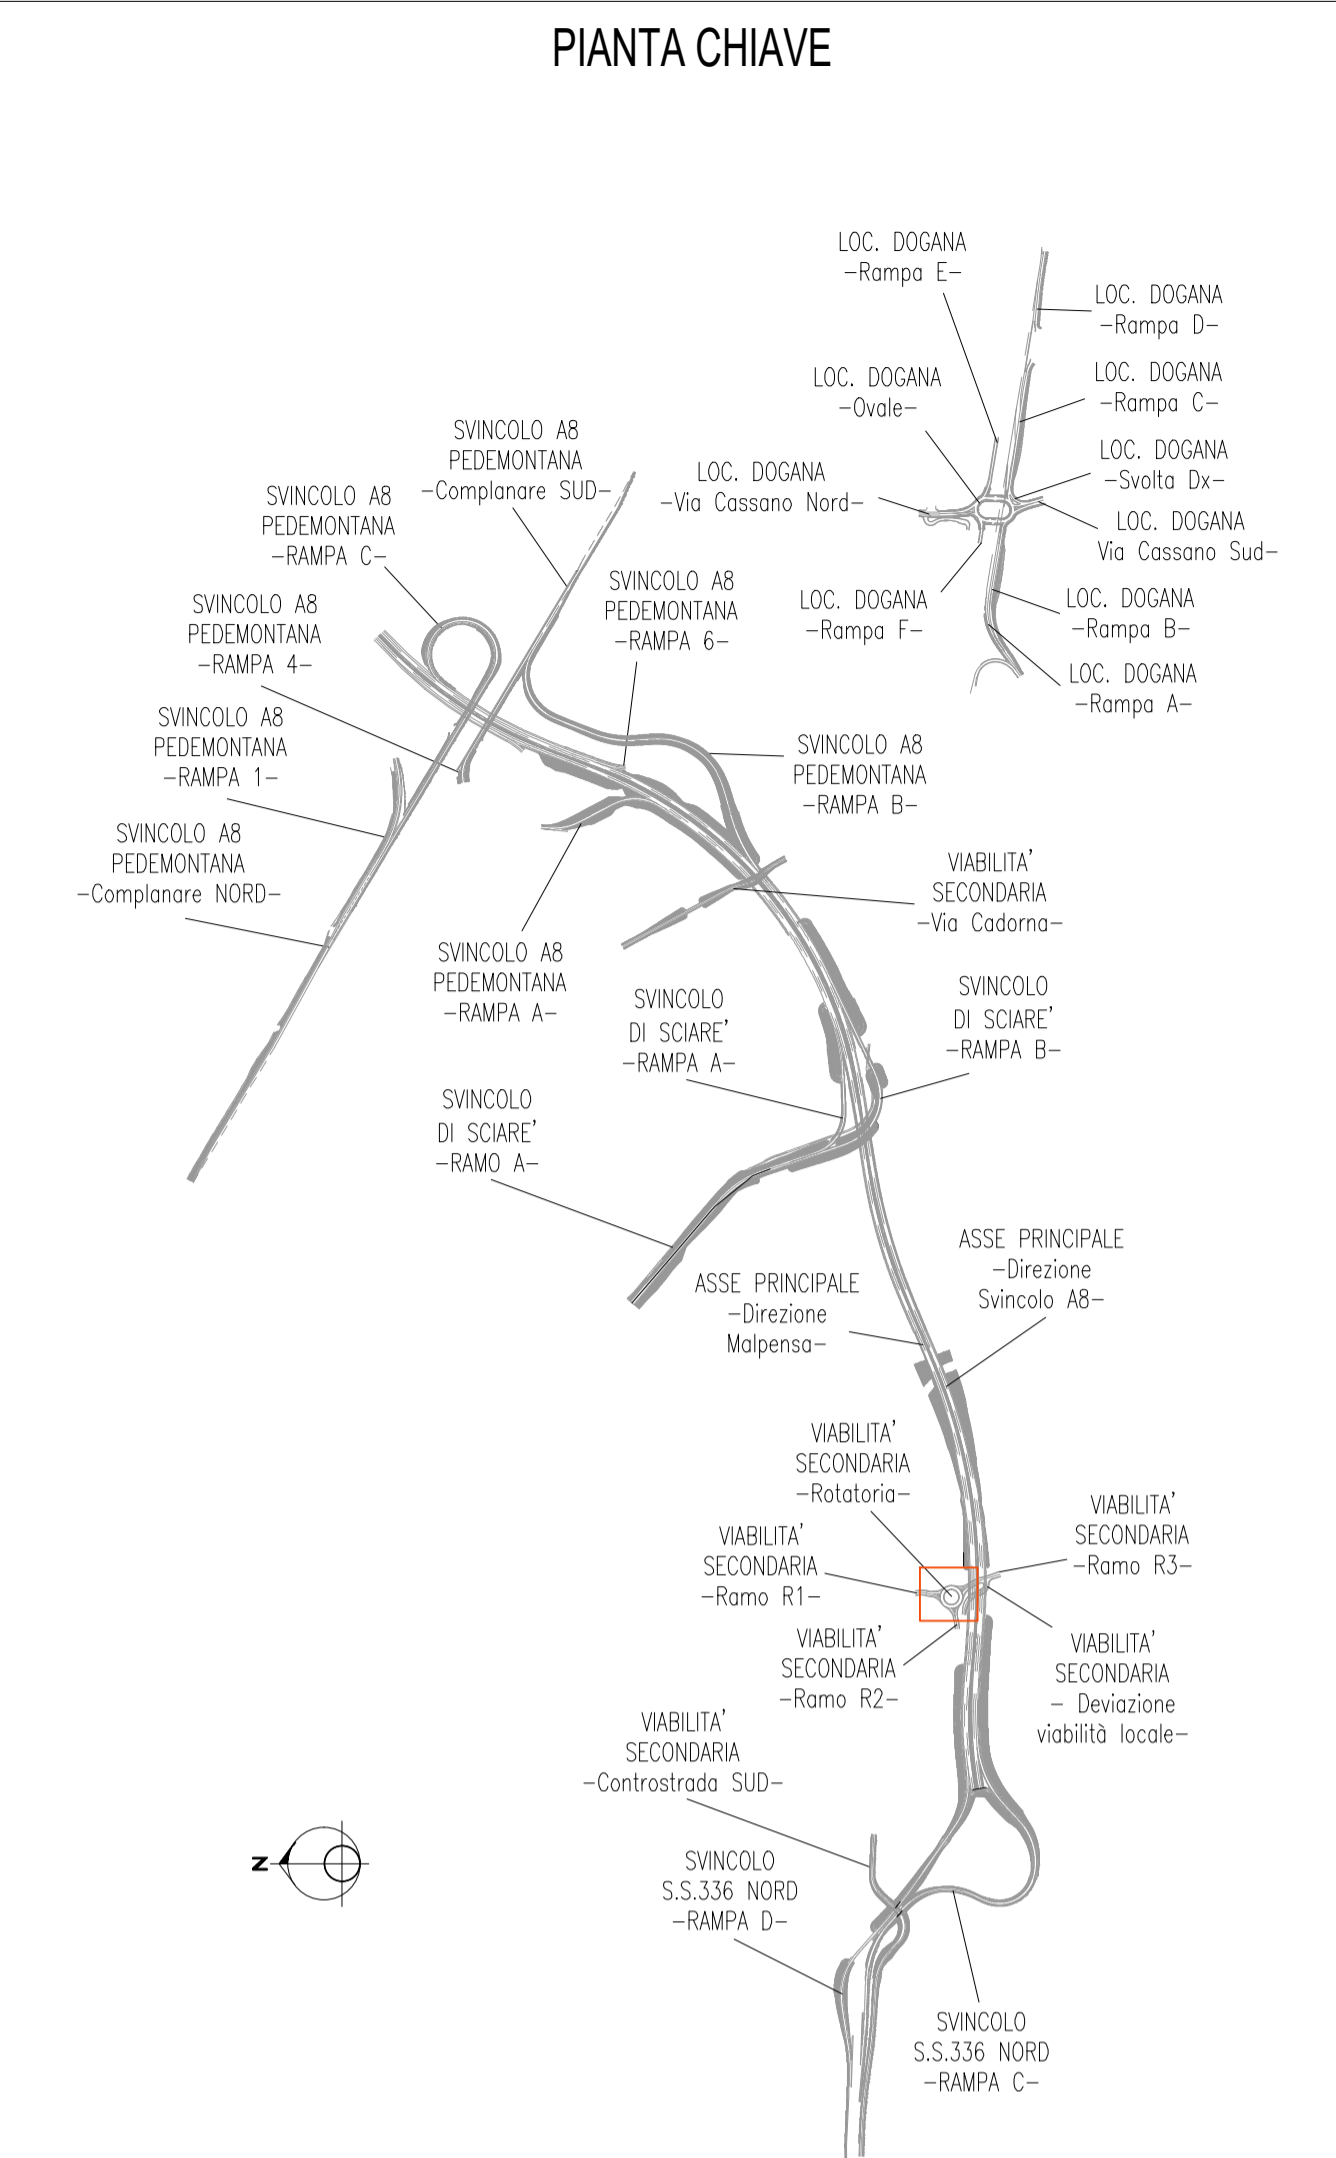 PIANTA CHIAVE
LOC. DOGANA
-Rampa E-
LOC. DOGANA
-Rampa D-
LOC. DOGANA
-Ovale-
LOC. DOGANA
-Rampa C-
SVINCOLO A8
PEDEMONTANA
-Complanare SUD-
LOC. DOGANA
-Via Cassano Nord-
LOC. DOGANA
-Svolta Dx-
SVINCOLO A8
PEDEMONTANA
-RAMPA C-
LOC. DOGANA
Via Cassano Sud-
SVINCOLO A8
PEDEMONTANA
-RAMPA 4-
SVINCOLO A8
PEDEMONTANA
-RAMPA 6-
LOC. DOGANA
-Rampa F-
LOC. DOGANA
-Rampa B-
LOC. DOGANA
-Rampa A-
SVINCOLO A8
PEDEMONTANA
-RAMPA 1-
SVINCOLO A8
PEDEMONTANA
-RAMPA B-
SVINCOLO A8
PEDEMONTANA
-Complanare NORD-
VIABILITA'
SECONDARIA
-Via Cadorna-
SVINCOLO A8
PEDEMONTANA
-RAMPA A-
SVINCOLO
DI SCIARE'
-RAMPA A-
SVINCOLO
DI SCIARE'
-RAMPA B-
SVINCOLO
DI SCIARE'
-RAMO A-
ASSE PRINCIPALE
-Direzione
Svincolo A8-
ASSE PRINCIPALE
-Direzione
Malpensa-
VIABILITA'
SECONDARIA
-Rotatoria-
VIABILITA'
SECONDARIA
-Ramo R3-
VIABILITA'
SECONDARIA
-Ramo R1-
VIABILITA'
SECONDARIA
-Ramo R2-
VIABILITA'
SECONDARIA
- Deviazione
viabilità locale-
VIABILITA'
SECONDARIA
-Controstrada SUD-
SVINCOLO
S.S.336 NORD
-RAMPA D-
N
SVINCOLO
S.S.336 NORD
-RAMPA C-